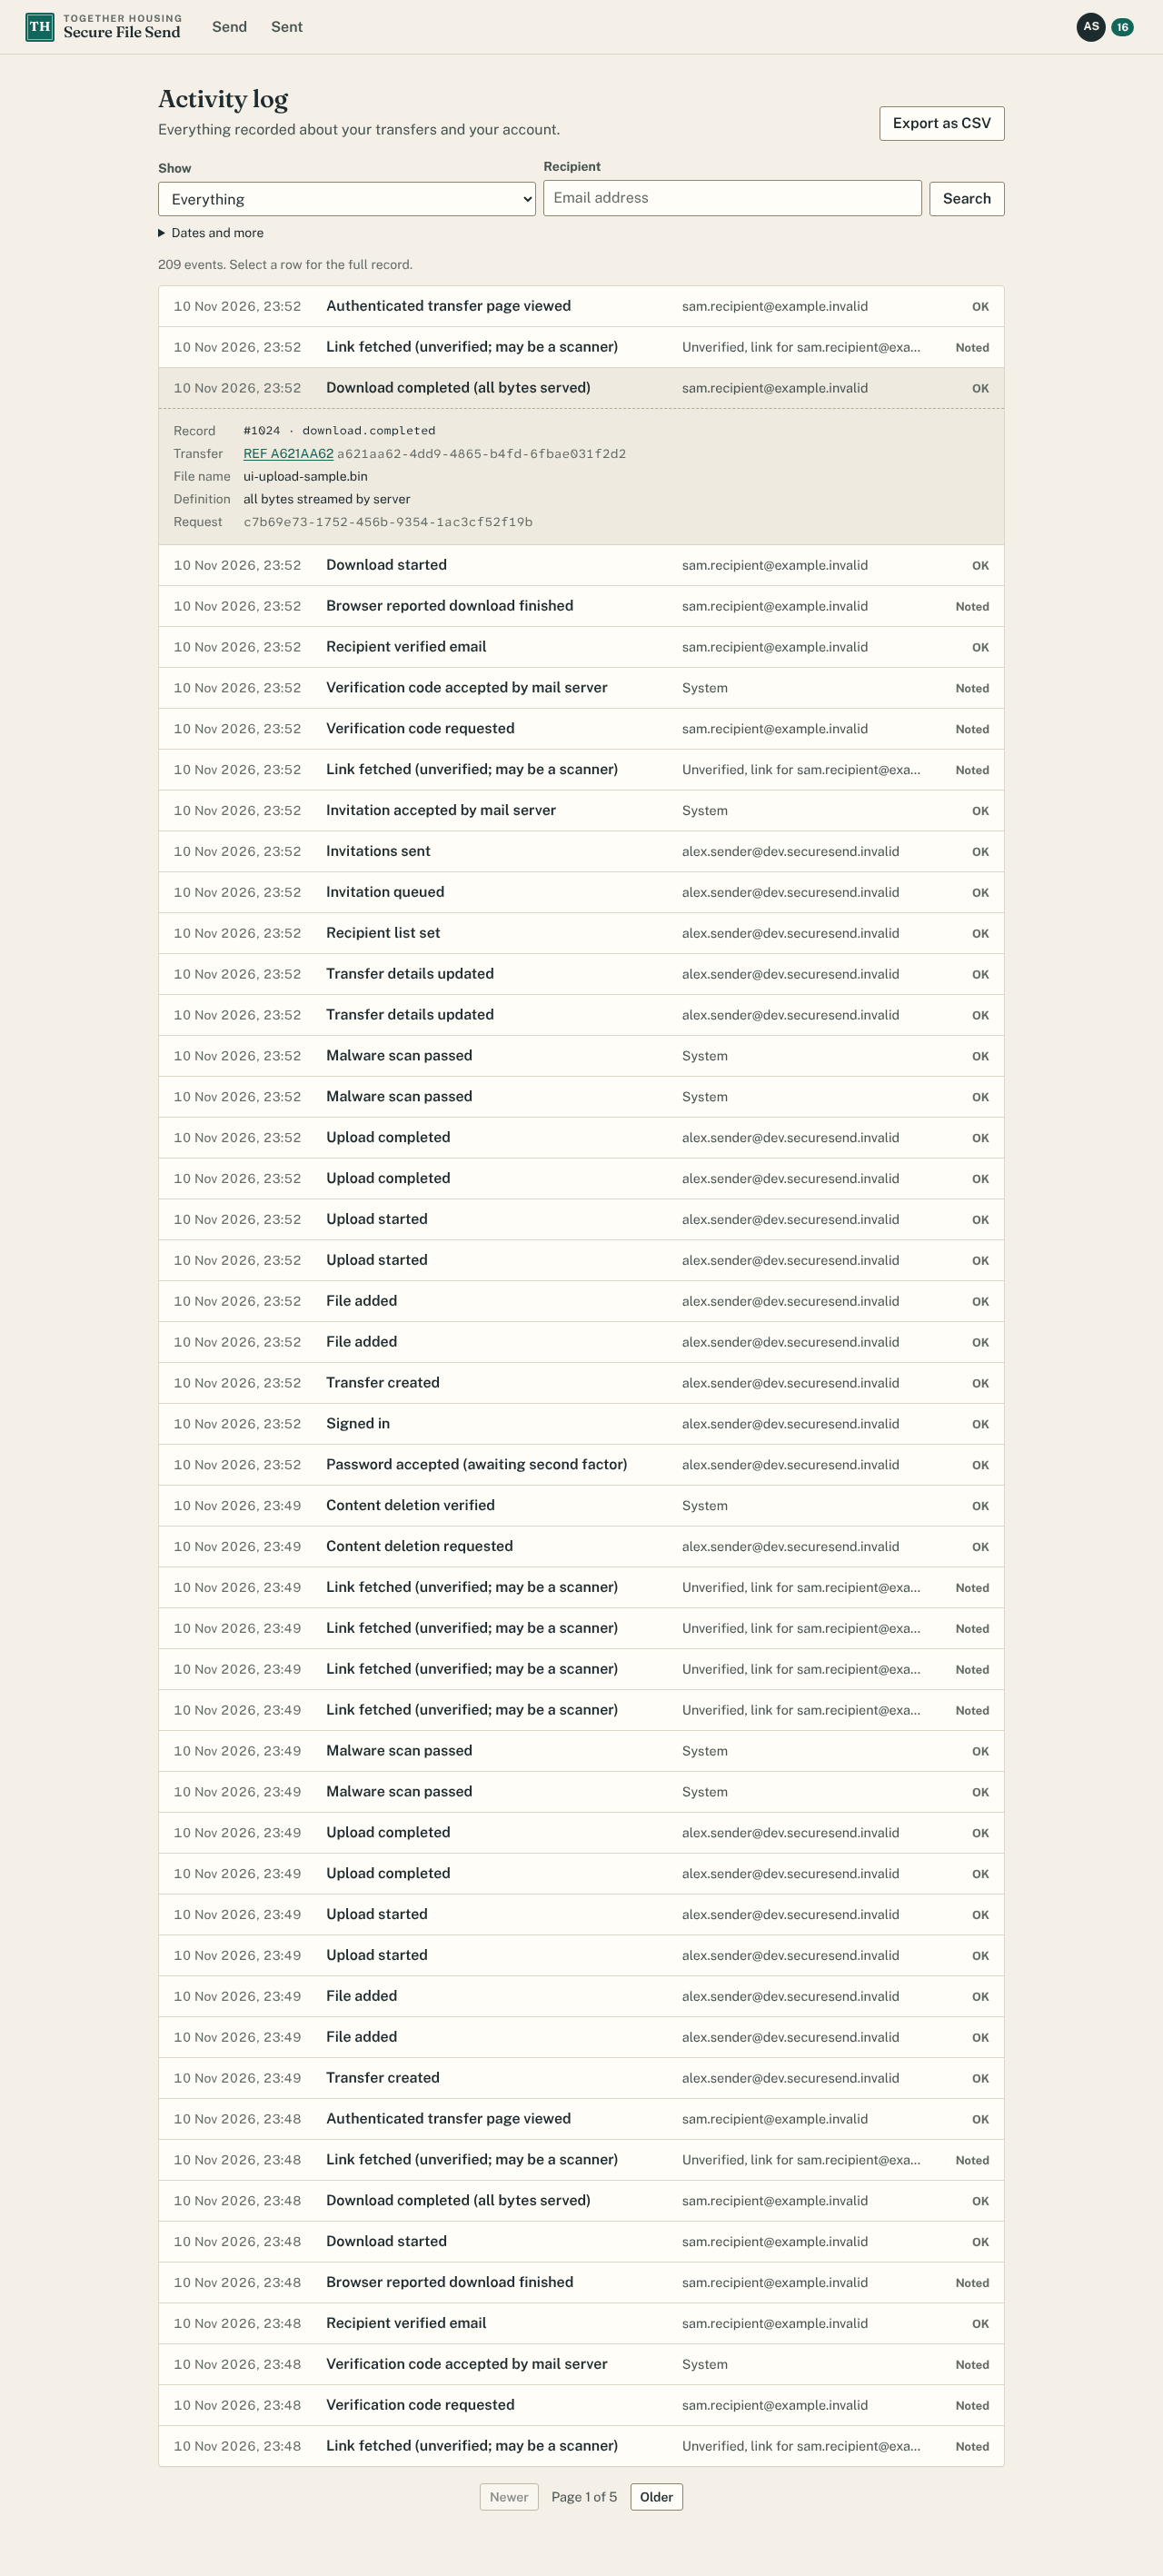 TH TOGETHER HOUSING
Secure File Send
Send Sent
AS 16
Activity log
Everything recorded about your transfers and your account.
Export as CSV
Show
Recipient
Everything
Email address
Search
Dates and more
209 events. Select a row for the full record.
10 Nov 2026, 23:52 Authenticated transfer page viewed sam.recipient@example.invalid OK
10 Nov 2026, 23:52 Link fetched (unverified; may be a scanner) Unverified, link for sam.recipient@exa... Noted
10 Nov 2026, 23:52 Download completed (all bytes served) sam.recipient@example.invalid OK
Record #1024 · download.completed
Transfer REF A621AA62 a621aa62-4dd9-4865-b4fd-6fbae031f2d2
File name ui-upload-sample.bin
Definition all bytes streamed by server
Request c7b69e73-1752-456b-9354-1ac3cf52f19b
10 Nov 2026, 23:52 Download started sam.recipient@example.invalid OK
10 Nov 2026, 23:52 Browser reported download finished sam.recipient@example.invalid Noted
10 Nov 2026, 23:52 Recipient verified email sam.recipient@example.invalid OK
10 Nov 2026, 23:52 Verification code accepted by mail server System Noted
10 Nov 2026, 23:52 Verification code requested sam.recipient@example.invalid Noted
10 Nov 2026, 23:52 Link fetched (unverified; may be a scanner) Unverified, link for sam.recipient@exa... Noted
10 Nov 2026, 23:52 Invitation accepted by mail server System OK
10 Nov 2026, 23:52 Invitations sent alex.sender@dev.securesend.invalid OK
10 Nov 2026, 23:52 Invitation queued alex.sender@dev.securesend.invalid OK
10 Nov 2026, 23:52 Recipient list set alex.sender@dev.securesend.invalid OK
10 Nov 2026, 23:52 Transfer details updated alex.sender@dev.securesend.invalid OK
10 Nov 2026, 23:52 Transfer details updated alex.sender@dev.securesend.invalid OK
10 Nov 2026, 23:52 Malware scan passed System OK
10 Nov 2026, 23:52 Malware scan passed System OK
10 Nov 2026, 23:52 Upload completed alex.sender@dev.securesend.invalid OK
10 Nov 2026, 23:52 Upload completed alex.sender@dev.securesend.invalid OK
10 Nov 2026, 23:52 Upload started alex.sender@dev.securesend.invalid OK
10 Nov 2026, 23:52 Upload started alex.sender@dev.securesend.invalid OK
10 Nov 2026, 23:52 File added alex.sender@dev.securesend.invalid OK
10 Nov 2026, 23:52 File added alex.sender@dev.securesend.invalid OK
10 Nov 2026, 23:52 Transfer created alex.sender@dev.securesend.invalid OK
10 Nov 2026, 23:52 Signed in alex.sender@dev.securesend.invalid OK
10 Nov 2026, 23:52 Password accepted (awaiting second factor) alex.sender@dev.securesend.invalid OK
10 Nov 2026, 23:49 Content deletion verified System OK
10 Nov 2026, 23:49 Content deletion requested alex.sender@dev.securesend.invalid OK
10 Nov 2026, 23:49 Link fetched (unverified; may be a scanner) Unverified, link for sam.recipient@exa... Noted
10 Nov 2026, 23:49 Link fetched (unverified; may be a scanner) Unverified, link for sam.recipient@exa... Noted
10 Nov 2026, 23:49 Link fetched (unverified; may be a scanner) Unverified, link for sam.recipient@exa... Noted
10 Nov 2026, 23:49 Link fetched (unverified; may be a scanner) Unverified, link for sam.recipient@exa... Noted
10 Nov 2026, 23:49 Malware scan passed System OK
10 Nov 2026, 23:49 Malware scan passed System OK
10 Nov 2026, 23:49 Upload completed alex.sender@dev.securesend.invalid OK
10 Nov 2026, 23:49 Upload completed alex.sender@dev.securesend.invalid OK
10 Nov 2026, 23:49 Upload started alex.sender@dev.securesend.invalid OK
10 Nov 2026, 23:49 Upload started alex.sender@dev.securesend.invalid OK
10 Nov 2026, 23:49 File added alex.sender@dev.securesend.invalid OK
10 Nov 2026, 23:49 File added alex.sender@dev.securesend.invalid OK
10 Nov 2026, 23:49 Transfer created alex.sender@dev.securesend.invalid OK
10 Nov 2026, 23:48 Authenticated transfer page viewed sam.recipient@example.invalid OK
10 Nov 2026, 23:48 Link fetched (unverified; may be a scanner) Unverified, link for sam.recipient@exa... Noted
10 Nov 2026, 23:48 Download completed (all bytes served) sam.recipient@example.invalid OK
10 Nov 2026, 23:48 Download started sam.recipient@example.invalid OK
10 Nov 2026, 23:48 Browser reported download finished sam.recipient@example.invalid Noted
10 Nov 2026, 23:48 Recipient verified email sam.recipient@example.invalid OK
10 Nov 2026, 23:48 Verification code accepted by mail server System Noted
10 Nov 2026, 23:48 Verification code requested sam.recipient@example.invalid Noted
10 Nov 2026, 23:48 Link fetched (unverified; may be a scanner) Unverified, link for sam.recipient@exa... Noted
Newer Page 1 of 5 Older